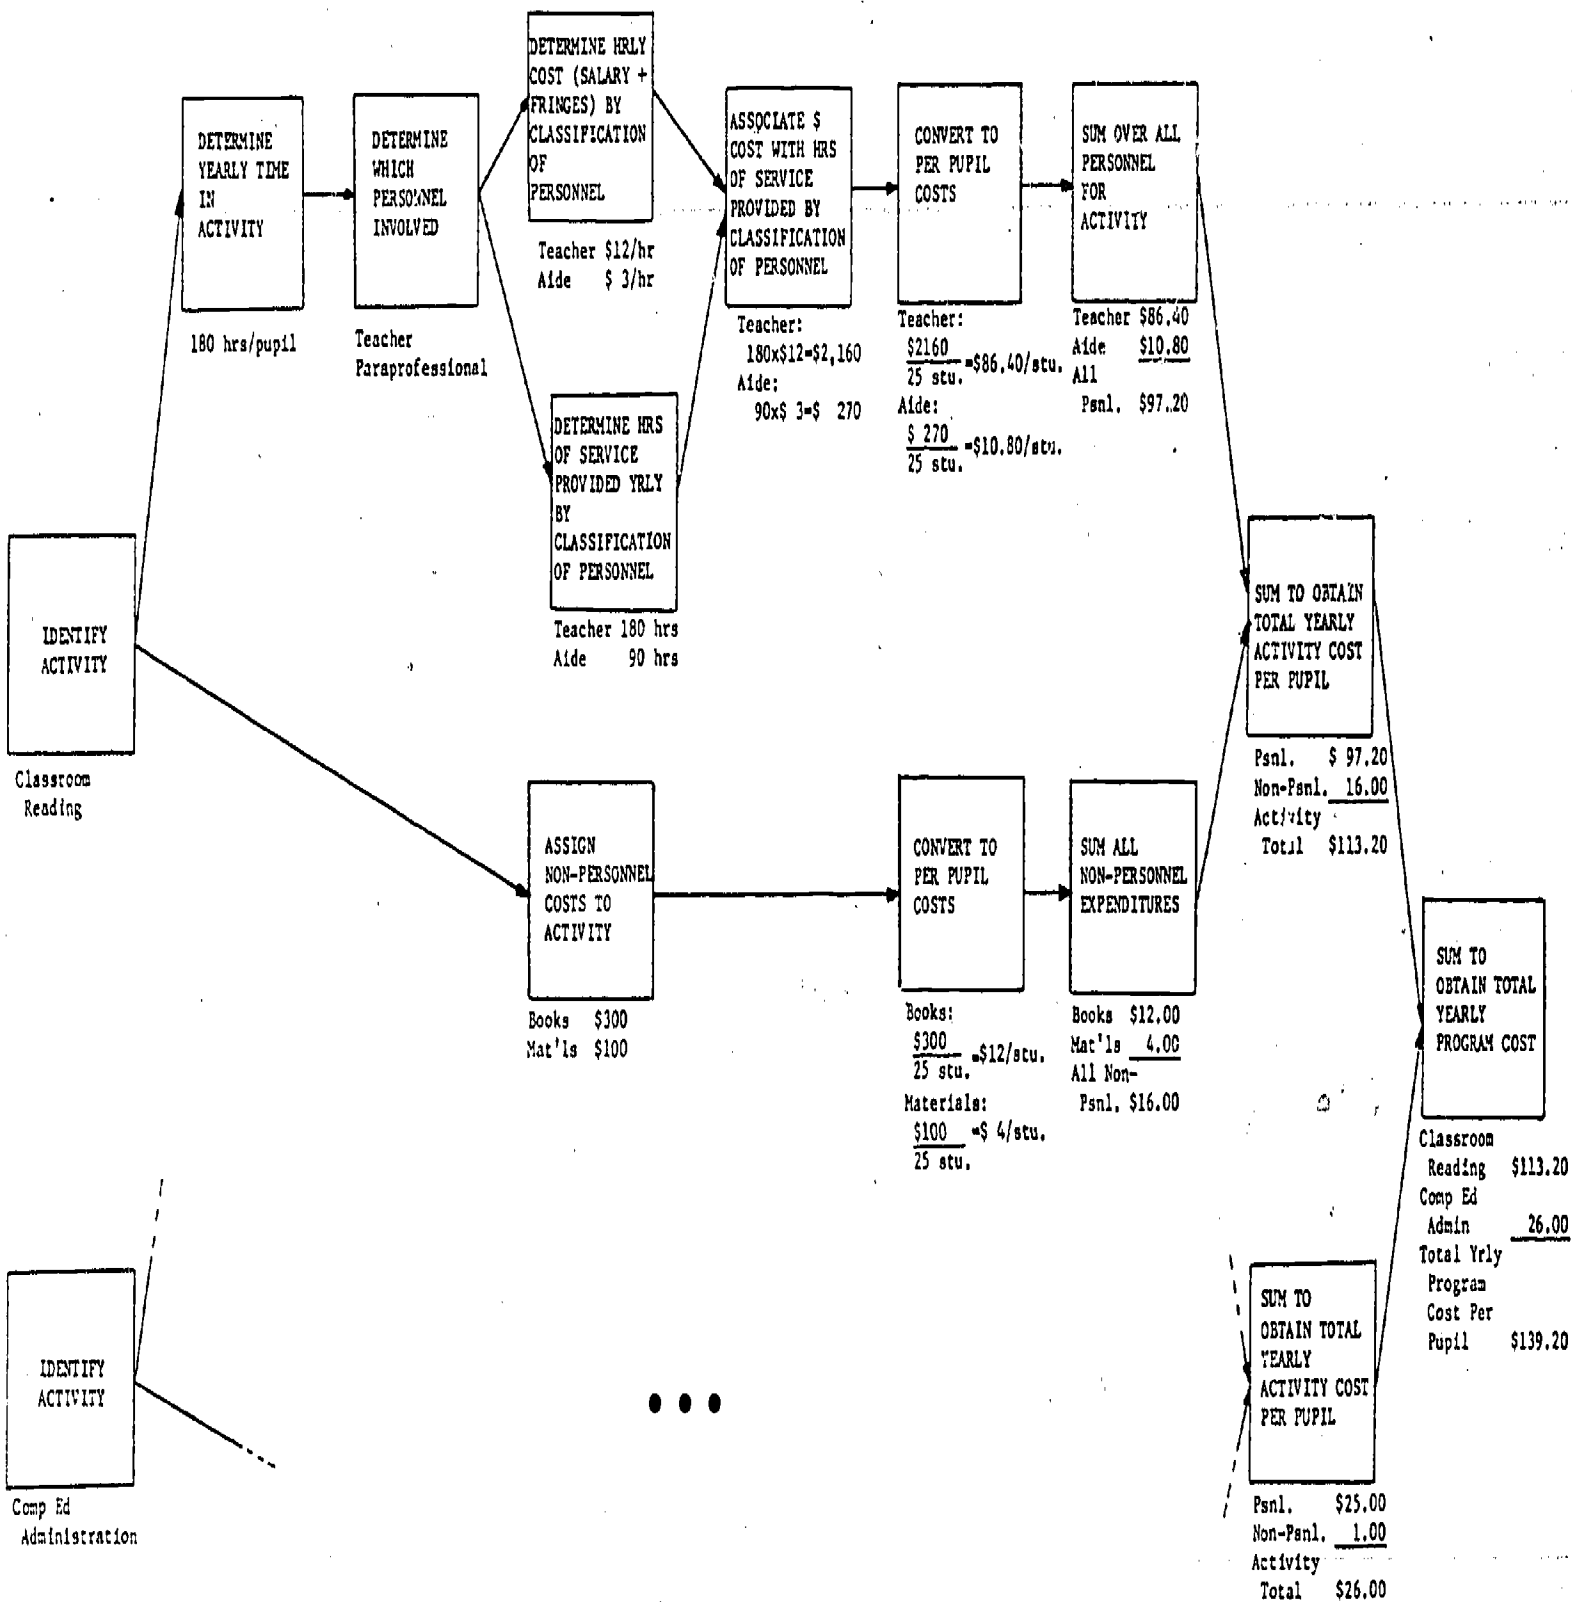 DETERMINE
YEARLY TIME
IN
ACTIVITY
180 hrs/pupil
DETERMINE
WHICH
PERSONNEL
INVOLVED
Teacher
Paraprofessional
DETERMINE HRLY
COST (SALARY +
FRINGES) BY
CLASSIFICATION
OF
PERSONNEL
Teacher $12/hr
Aide $ 3/hr
DETERMINE HRS
OF SERVICE
PROVIDED YRLY
BY
CLASSIFICATION
OF PERSONNEL
Teacher 180 hrs
Aide 90 hrs
ASSOCIATE $
COST WITH HRS
OF SERVICE
PROVIDED BY
CLASSIFICATION
OF PERSONNEL
Teacher:
180x$12=$2,160
Aide:
90x$ 3=$ 270
CONVERT TO
PER PUPIL
COSTS
Teacher:
$2160
25 stu. =$86.40/stu.
Aide:
$ 270
25 stu. =$10.80/stu.
SUM OVER ALL
PERSONNEL
FOR
ACTIVITY
Teacher $86.40
Aide $10.80
All
Psnl. $97.20
IDENTIFY
ACTIVITY
Classroom
Reading
ASSIGN
NON-PERSONNEL
COSTS TO
ACTIVITY
Books $300
Mat'ls $100
CONVERT TO
PER PUPIL
COSTS
Books:
$300
25 stu. =$12/stu.
Materials:
$100
25 stu. =$ 4/stu.
SUM ALL
NON-PERSONNEL
EXPENDITURES
Books $12.00
Mat'ls 4.00
All Non-
Psnl. $16.00
SUM TO OBTAIN
TOTAL YEARLY
ACTIVITY COST
PER PUPIL
Psnl. $ 97.20
Non-Psnl. 16.00
Activity
Total $113.20
SUM TO
OBTAIN TOTAL
YEARLY
PROGRAM COST
Classroom
Reading $113.20
Comp Ed
Admin 26.00
Total Yrly
Program
Cost Per
Pupil $139.20
IDENTIFY
ACTIVITY
Comp Ed
Administration
SUM TO
OBTAIN TOTAL
YEARLY
ACTIVITY COST
PER PUPIL
Psnl. $25.00
Non-Psnl. 1.00
Activity
Total $26.00